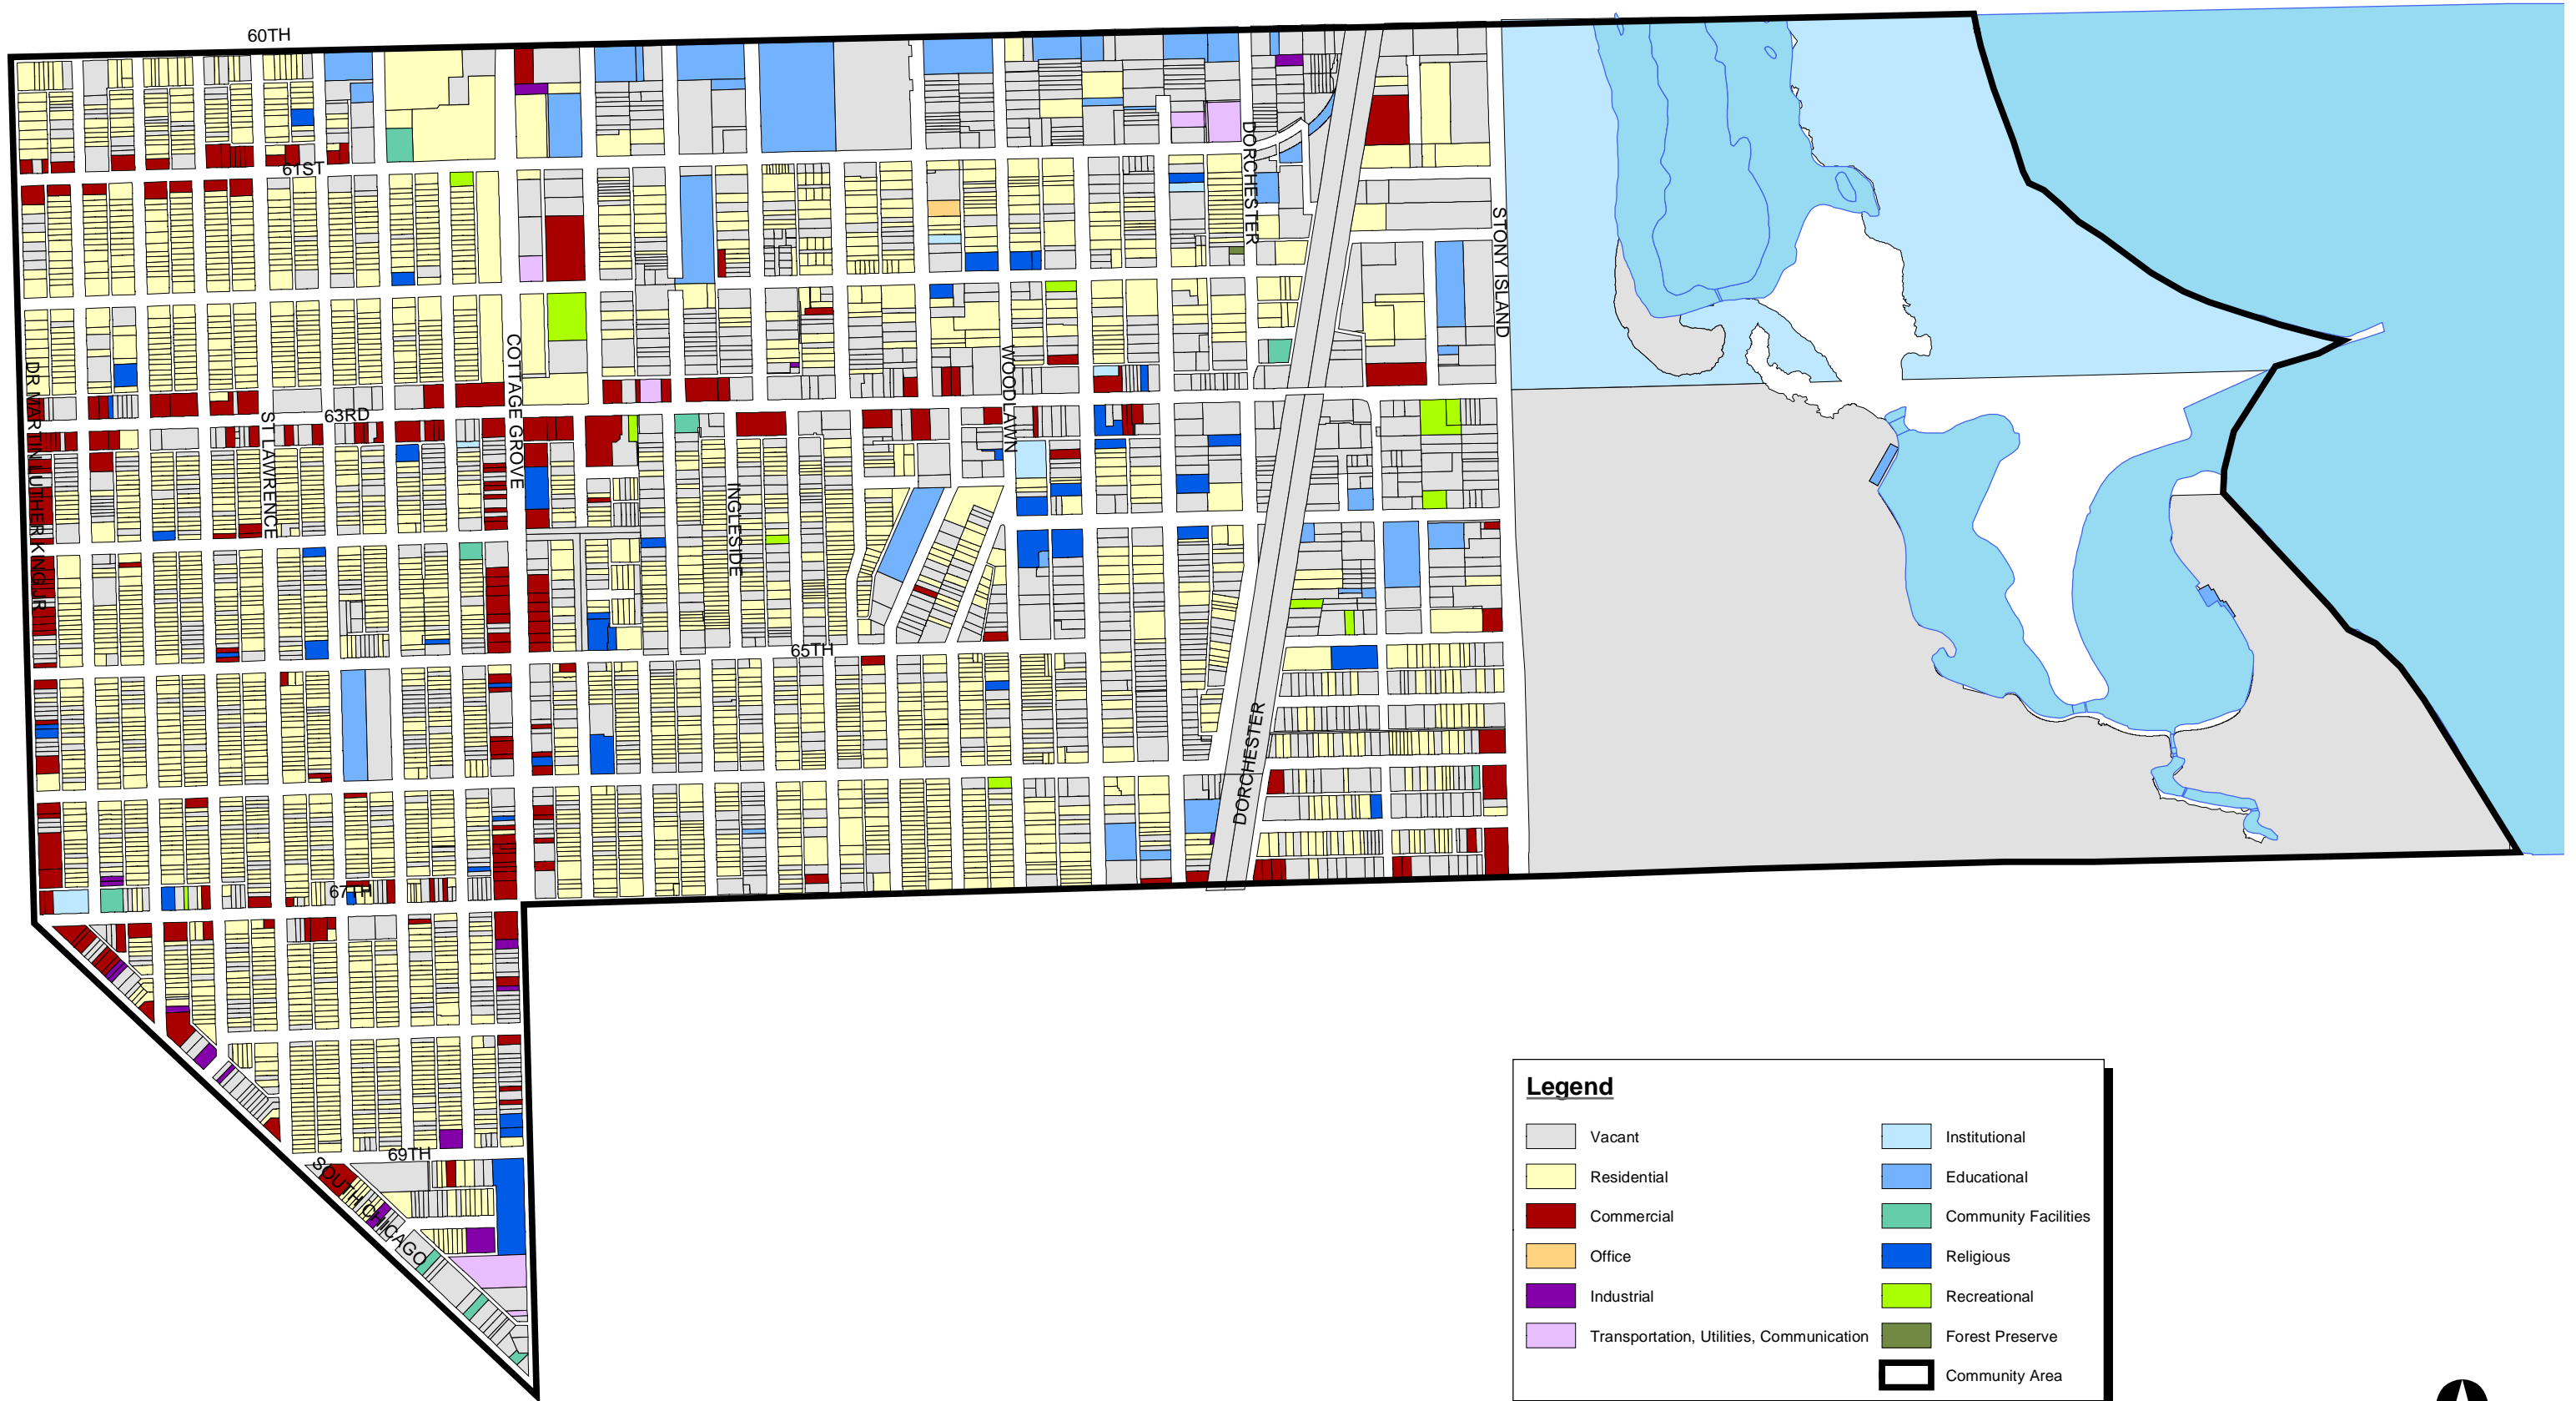 60TH
61ST
DORCHESTER
STONY ISLAND
DR MARTIN LUTHER KING JR
ST LAWRENCE
63RD
COTTAGE GROVE
WOODLAWN
INGLESIDE
65TH
DORCHESTER
67TH
69TH
SOUTH CHICAGO
Legend
Vacant
Residential
Commercial
Office
Industrial
Transportation, Utilities, Communication
Institutional
Educational
Community Facilities
Religious
Recreational
Forest Preserve
Community Area